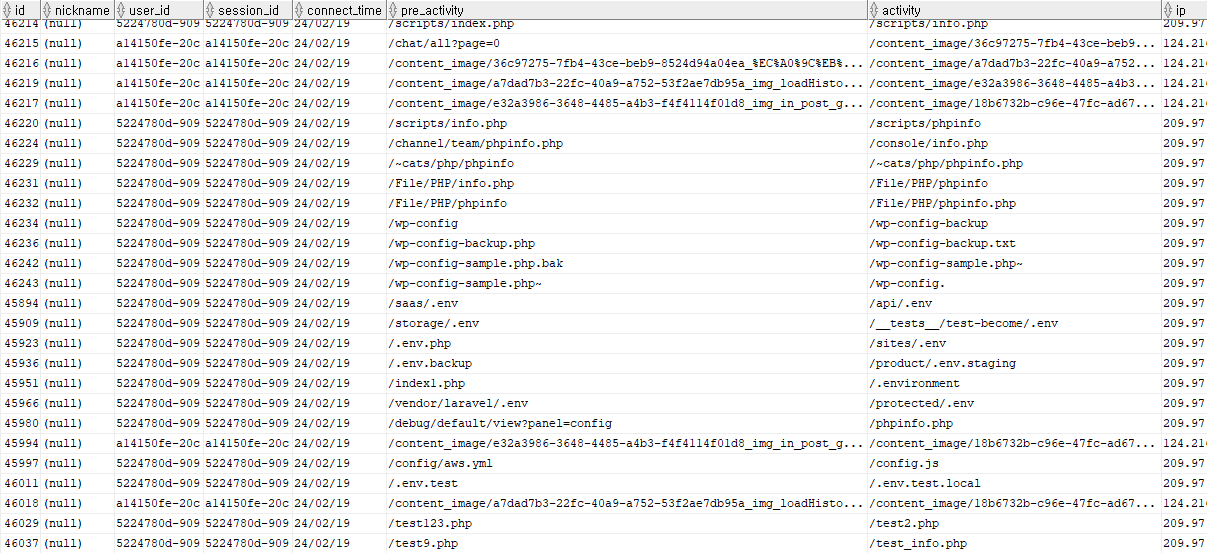 id nickname user_id session_id connect_time pre_activity activity ip
46214 (null) 5224780d-909 5224780d-909 24/02/19 /scripts/index.php /scripts/info.php 209.97
46215 (null) a14150fe-20c a14150fe-20c 24/02/19 /chat/all?page=0 /content_image/36c97275-7fb4-43ce-beb9... 124.216
46216 (null) a14150fe-20c a14150fe-20c 24/02/19 /content_image/36c97275-7fb4-43ce-beb9-8524d94a04ea_%EC%A0%9C%EB%... /content_image/a7dad7b3-22fc-40a9-a752... 124.216
46219 (null) a14150fe-20c a14150fe-20c 24/02/19 /content_image/a7dad7b3-22fc-40a9-a752-53f2ae7db95a_img_loadHisto... /content_image/e32a3986-3648-4485-a4b3... 124.216
46217 (null) a14150fe-20c a14150fe-20c 24/02/19 /content_image/e32a3986-3648-4485-a4b3-f4f4114f01d8_img_in_post_g... /content_image/18b6732b-c96e-47fc-ad67... 124.216
46220 (null) 5224780d-909 5224780d-909 24/02/19 /scripts/info.php /scripts/phpinfo 209.97
46224 (null) 5224780d-909 5224780d-909 24/02/19 /channel/team/phpinfo.php /console/info.php 209.97
46229 (null) 5224780d-909 5224780d-909 24/02/19 /~cats/php/phpinfo /~cats/php/phpinfo.php 209.97
46231 (null) 5224780d-909 5224780d-909 24/02/19 /File/PHP/info.php /File/PHP/phpinfo 209.97
46232 (null) 5224780d-909 5224780d-909 24/02/19 /File/PHP/phpinfo /File/PHP/phpinfo.php 209.97
46234 (null) 5224780d-909 5224780d-909 24/02/19 /wp-config /wp-config-backup 209.97
46236 (null) 5224780d-909 5224780d-909 24/02/19 /wp-config-backup.php /wp-config-backup.txt 209.97
46242 (null) 5224780d-909 5224780d-909 24/02/19 /wp-config-sample.php.bak /wp-config-sample.php~ 209.97
46243 (null) 5224780d-909 5224780d-909 24/02/19 /wp-config-sample.php~ /wp-config. 209.97
45894 (null) 5224780d-909 5224780d-909 24/02/19 /saas/.env /api/.env 209.97
45909 (null) 5224780d-909 5224780d-909 24/02/19 /storage/.env /__tests__/test-become/.env 209.97
45923 (null) 5224780d-909 5224780d-909 24/02/19 /.env.php /sites/.env 209.97
45936 (null) 5224780d-909 5224780d-909 24/02/19 /.env.backup /product/.env.staging 209.97
45951 (null) 5224780d-909 5224780d-909 24/02/19 /index1.php /.environment 209.97
45966 (null) 5224780d-909 5224780d-909 24/02/19 /vendor/laravel/.env /protected/.env 209.97
45980 (null) 5224780d-909 5224780d-909 24/02/19 /debug/default/view?panel=config /phpinfo.php 209.97
45994 (null) a14150fe-20c a14150fe-20c 24/02/19 /content_image/e32a3986-3648-4485-a4b3-f4f4114f01d8_img_in_post_g... /content_image/18b6732b-c96e-47fc-ad67... 124.216
45997 (null) 5224780d-909 5224780d-909 24/02/19 /config/aws.yml /config.js 209.97
46011 (null) 5224780d-909 5224780d-909 24/02/19 /.env.test /.env.test.local 209.97
46018 (null) a14150fe-20c a14150fe-20c 24/02/19 /content_image/a7dad7b3-22fc-40a9-a752-53f2ae7db95a_img_loadHisto... /content_image/18b6732b-c96e-47fc-ad67... 124.216
46029 (null) 5224780d-909 5224780d-909 24/02/19 /test123.php /test2.php 209.97
46037 (null) 5224780d-909 5224780d-909 24/02/19 /test9.php /test_info.php 209.97